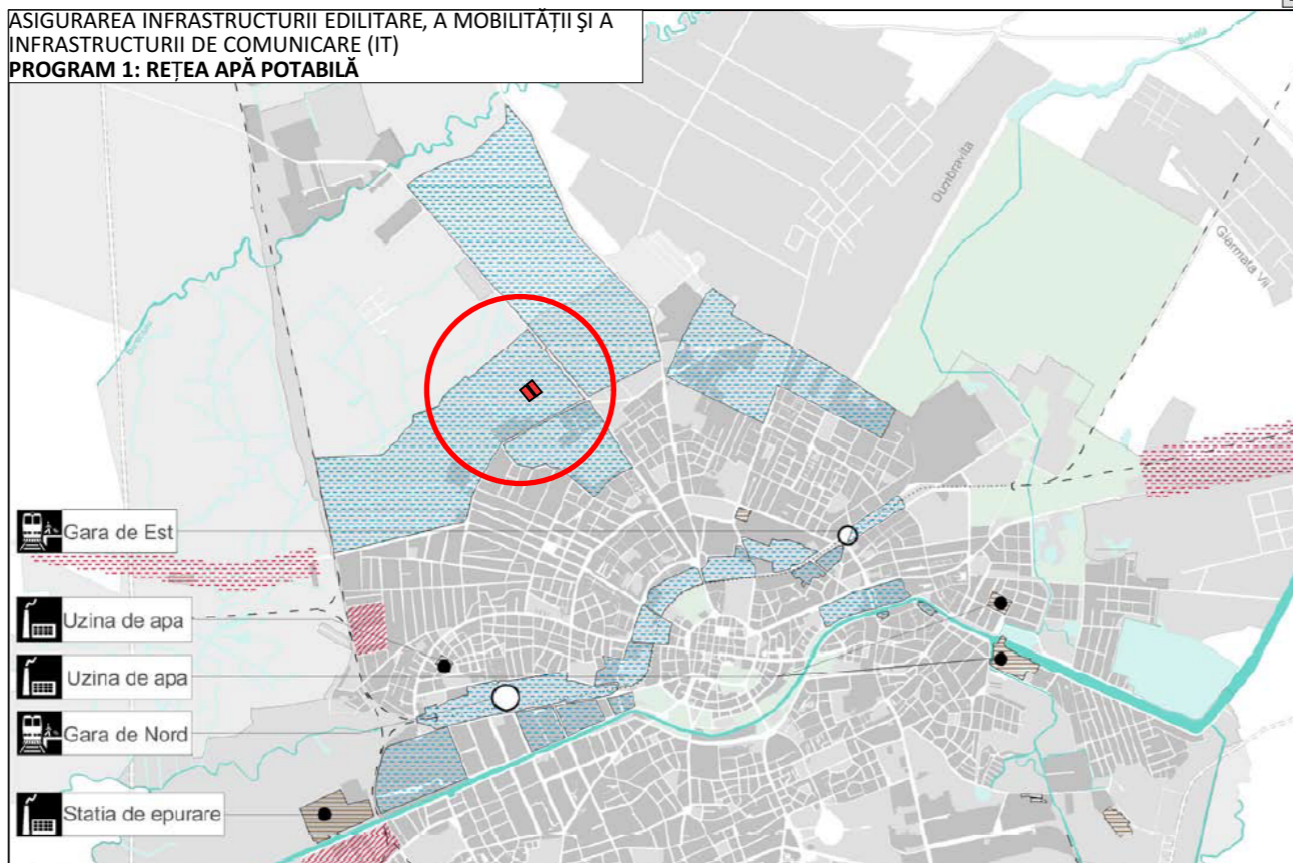 ASIGURAREA INFRASTRUCTURII EDILITARE, A MOBILITĂȚII ȘI A
INFRASTRUCTURII DE COMUNICARE (IT)
PROGRAM 1: REȚEA APĂ POTABILĂ
Dumbravita
Giarmata Vii
Gara de Est
Uzina de apa
Uzina de apa
Gara de Nord
Statia de epurare